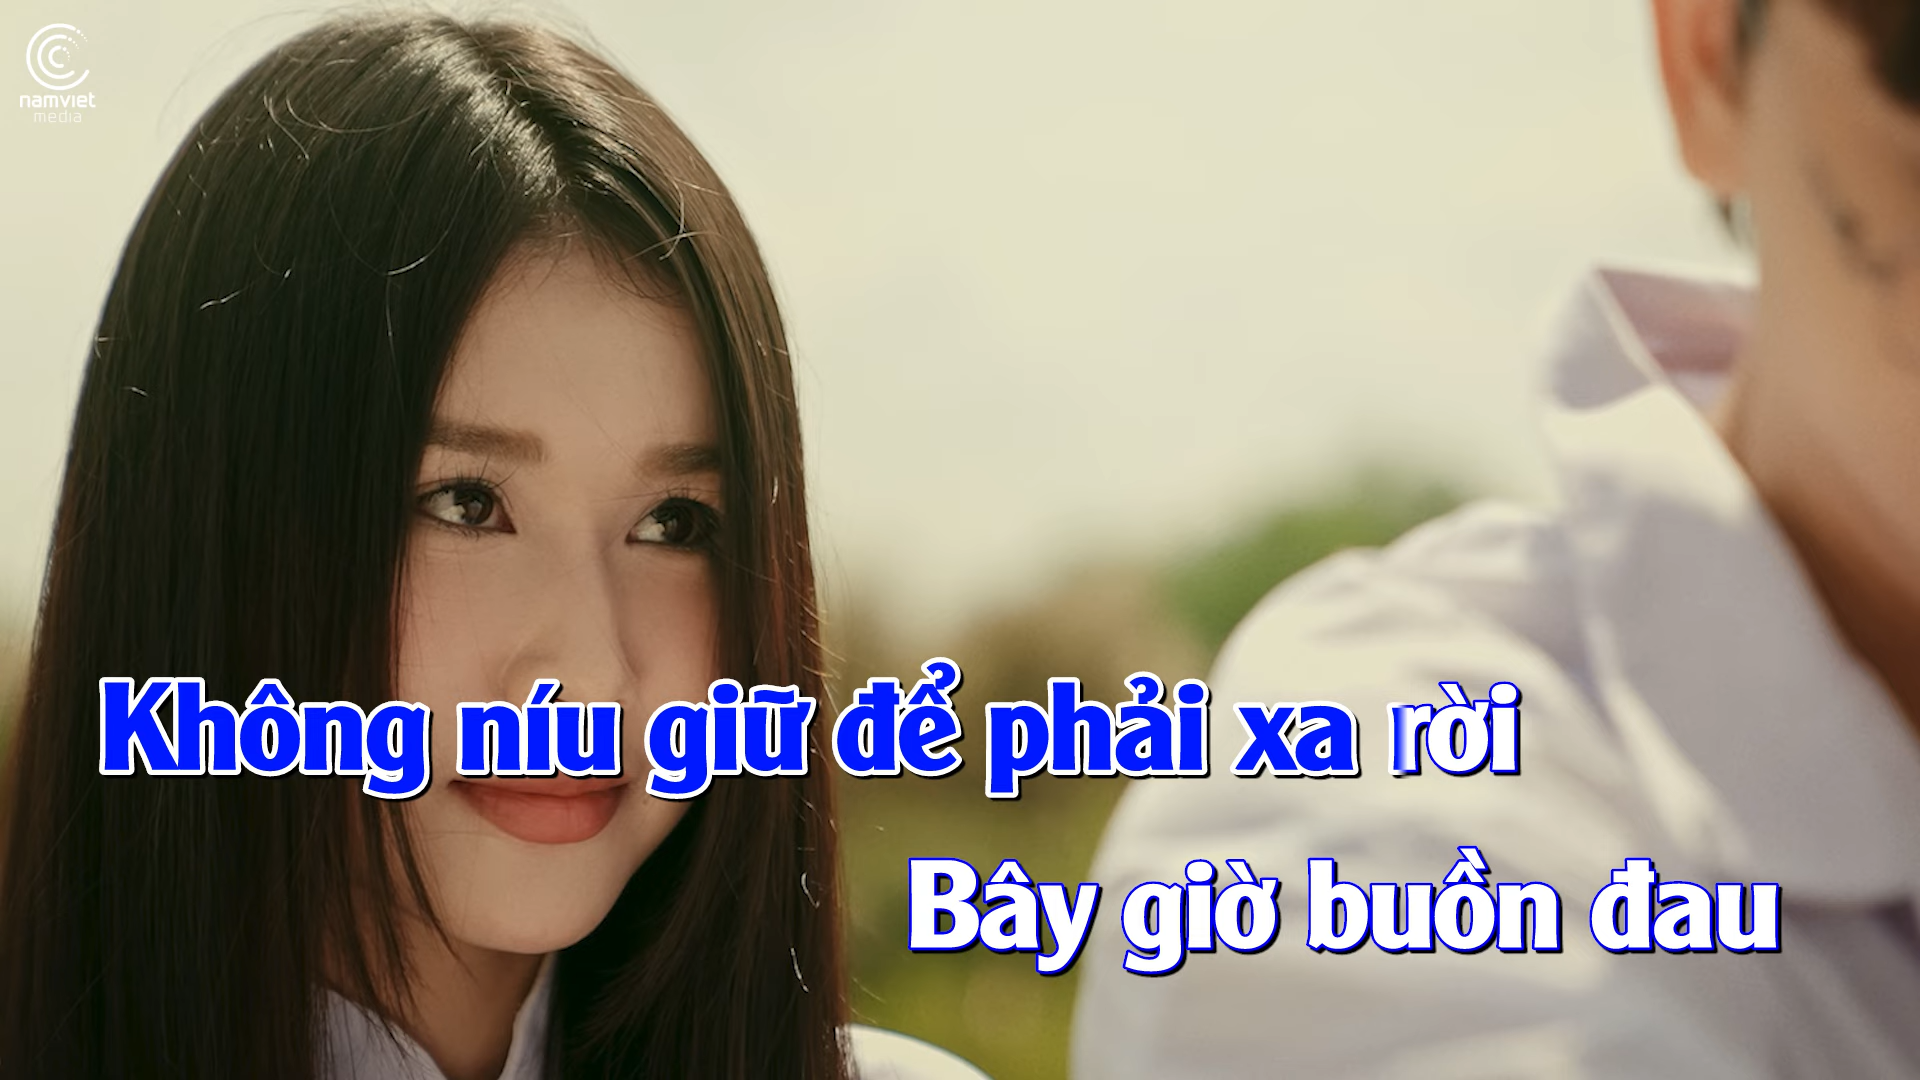 namviet
media
Không níu giữ để phải xa rời
Bây giờ buồn đau